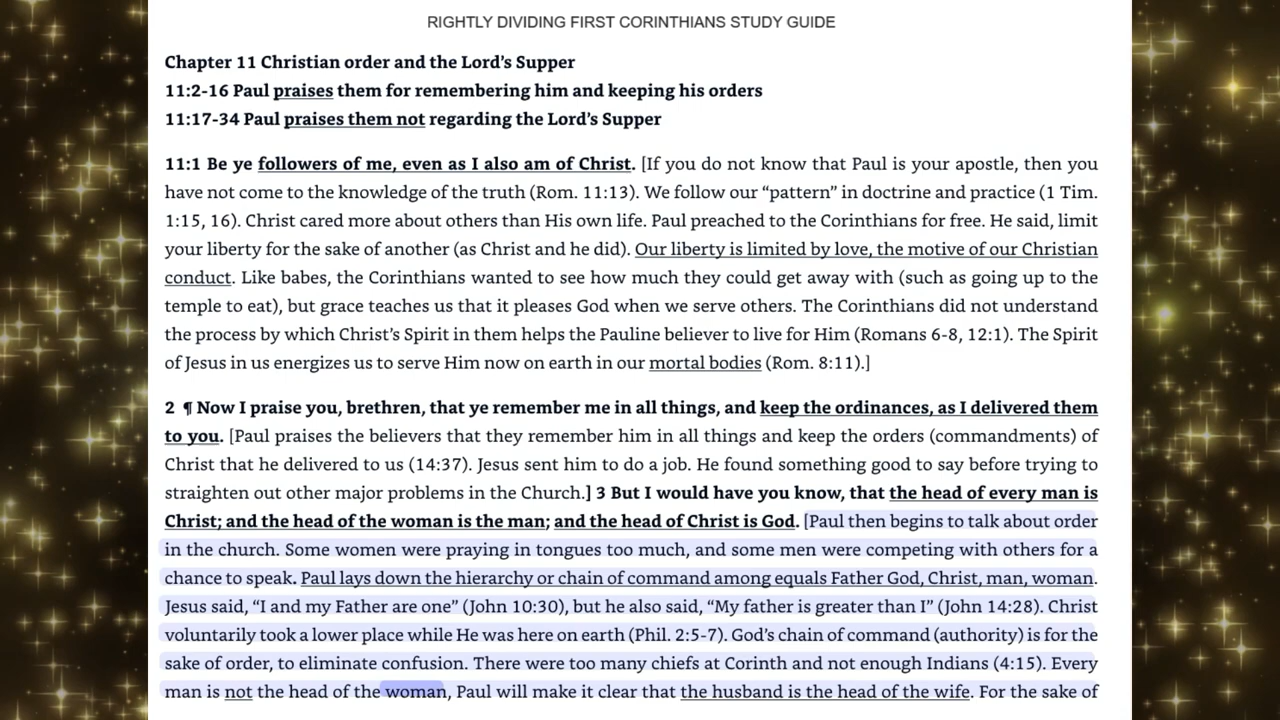 RIGHTLY DIVIDING FIRST CORINTHIANS STUDY GUIDE
Chapter 11 Christian order and the Lord’s Supper
11:2-16 Paul praises them for remembering him and keeping his orders
11:17-34 Paul praises them not regarding the Lord’s Supper
11:1 Be ye followers of me, even as I also am of Christ. [If you do not know that Paul is your apostle, then you
have not come to the knowledge of the truth (Rom. 11:13). We follow our “pattern” in doctrine and practice (1 Tim.
1:15, 16). Christ cared more about others than His own life. Paul preached to the Corinthians for free. He said, limit
your liberty for the sake of another (as Christ and he did). Our liberty is limited by love, the motive of our Christian
conduct. Like babes, the Corinthians wanted to see how much they could get away with (such as going up to the
temple to eat), but grace teaches us that it pleases God when we serve others. The Corinthians did not understand
the process by which Christ’s Spirit in them helps the Pauline believer to live for Him (Romans 6-8, 12:1). The Spirit
of Jesus in us energizes us to serve Him now on earth in our mortal bodies (Rom. 8:11).]
2 ¶ Now I praise you, brethren, that ye remember me in all things, and keep the ordinances, as I delivered them
to you. [Paul praises the believers that they remember him in all things and keep the orders (commandments) of
Christ that he delivered to us (14:37). Jesus sent him to do a job. He found something good to say before trying to
straighten out other major problems in the Church.] 3 But I would have you know, that the head of every man is
Christ; and the head of the woman is the man; and the head of Christ is God. [Paul then begins to talk about order
in the church. Some women were praying in tongues too much, and some men were competing with others for a
chance to speak. Paul lays down the hierarchy or chain of command among equals Father God, Christ, man, woman.
Jesus said, “I and my Father are one” (John 10:30), but he also said, “My father is greater than I” (John 14:28). Christ
voluntarily took a lower place while He was here on earth (Phil. 2:5-7). God’s chain of command (authority) is for the
sake of order, to eliminate confusion. There were too many chiefs at Corinth and not enough Indians (4:15). Every
man is not the head of the woman, Paul will make it clear that the husband is the head of the wife. For the sake of